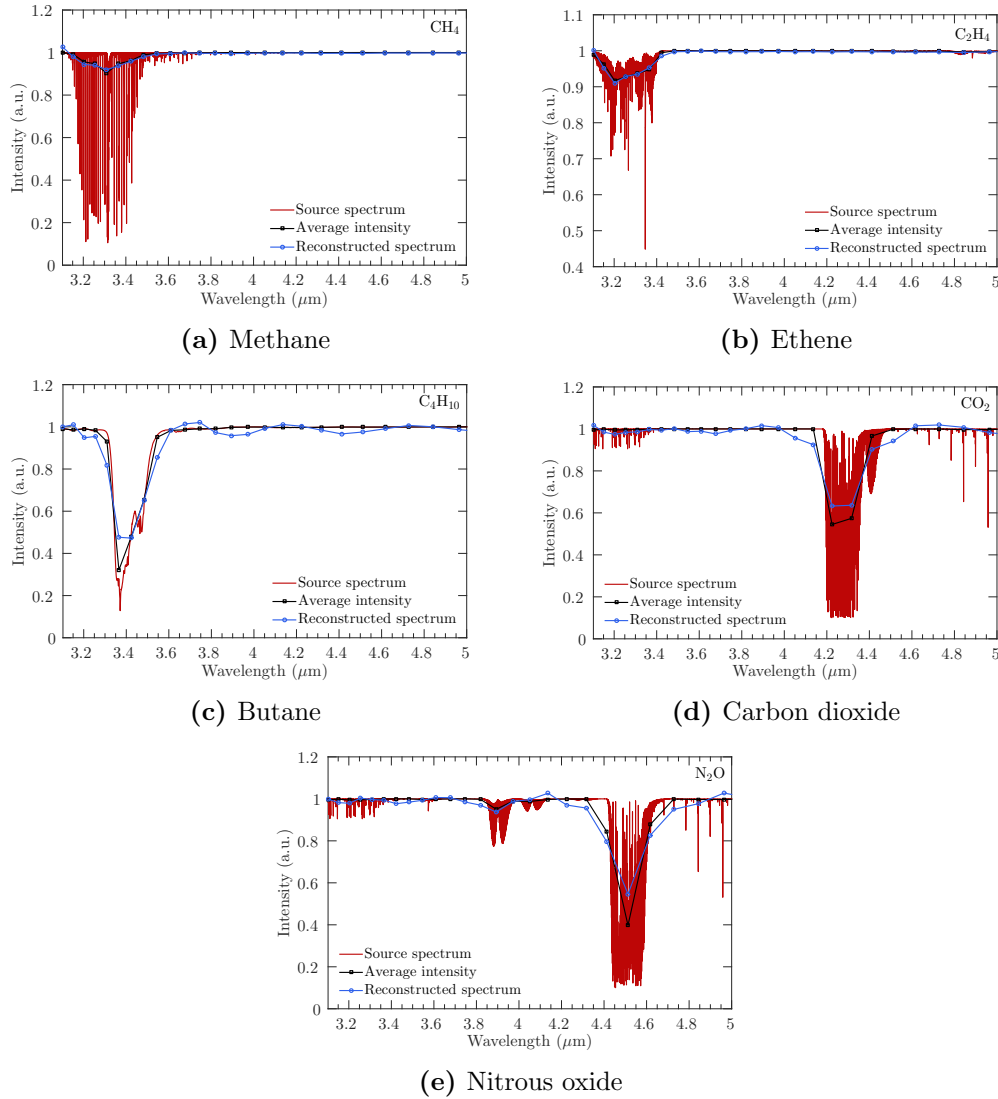 CH4
Intensity (a.u.)
1.2
1
0.8
0.6
0.4
0.2
0
Source spectrum
Average intensity
Reconstructed spectrum
3.2 3.4 3.6 3.8 4 4.2 4.4 4.6 4.8 5
Wavelength (μm)
(a) Methane
C2H4
Intensity (a.u.)
1.1
1
0.9
0.8
0.7
0.6
0.5
0.4
Source spectrum
Average intensity
Reconstructed spectrum
3.2 3.4 3.6 3.8 4 4.2 4.4 4.6 4.8 5
Wavelength (μm)
(b) Ethene
C4H10
Intensity (a.u.)
1.2
1
0.8
0.6
0.4
0.2
0
Source spectrum
Average intensity
Reconstructed spectrum
3.2 3.4 3.6 3.8 4 4.2 4.4 4.6 4.8 5
Wavelength (μm)
(c) Butane
CO2
Intensity (a.u.)
1.2
1
0.8
0.6
0.4
0.2
0
Source spectrum
Average intensity
Reconstructed spectrum
3.2 3.4 3.6 3.8 4 4.2 4.4 4.6 4.8 5
Wavelength (μm)
(d) Carbon dioxide
N2O
Intensity (a.u.)
1.2
1
0.8
0.6
0.4
0.2
0
Source spectrum
Average intensity
Reconstructed spectrum
3.2 3.4 3.6 3.8 4 4.2 4.4 4.6 4.8 5
Wavelength (μm)
(e) Nitrous oxide